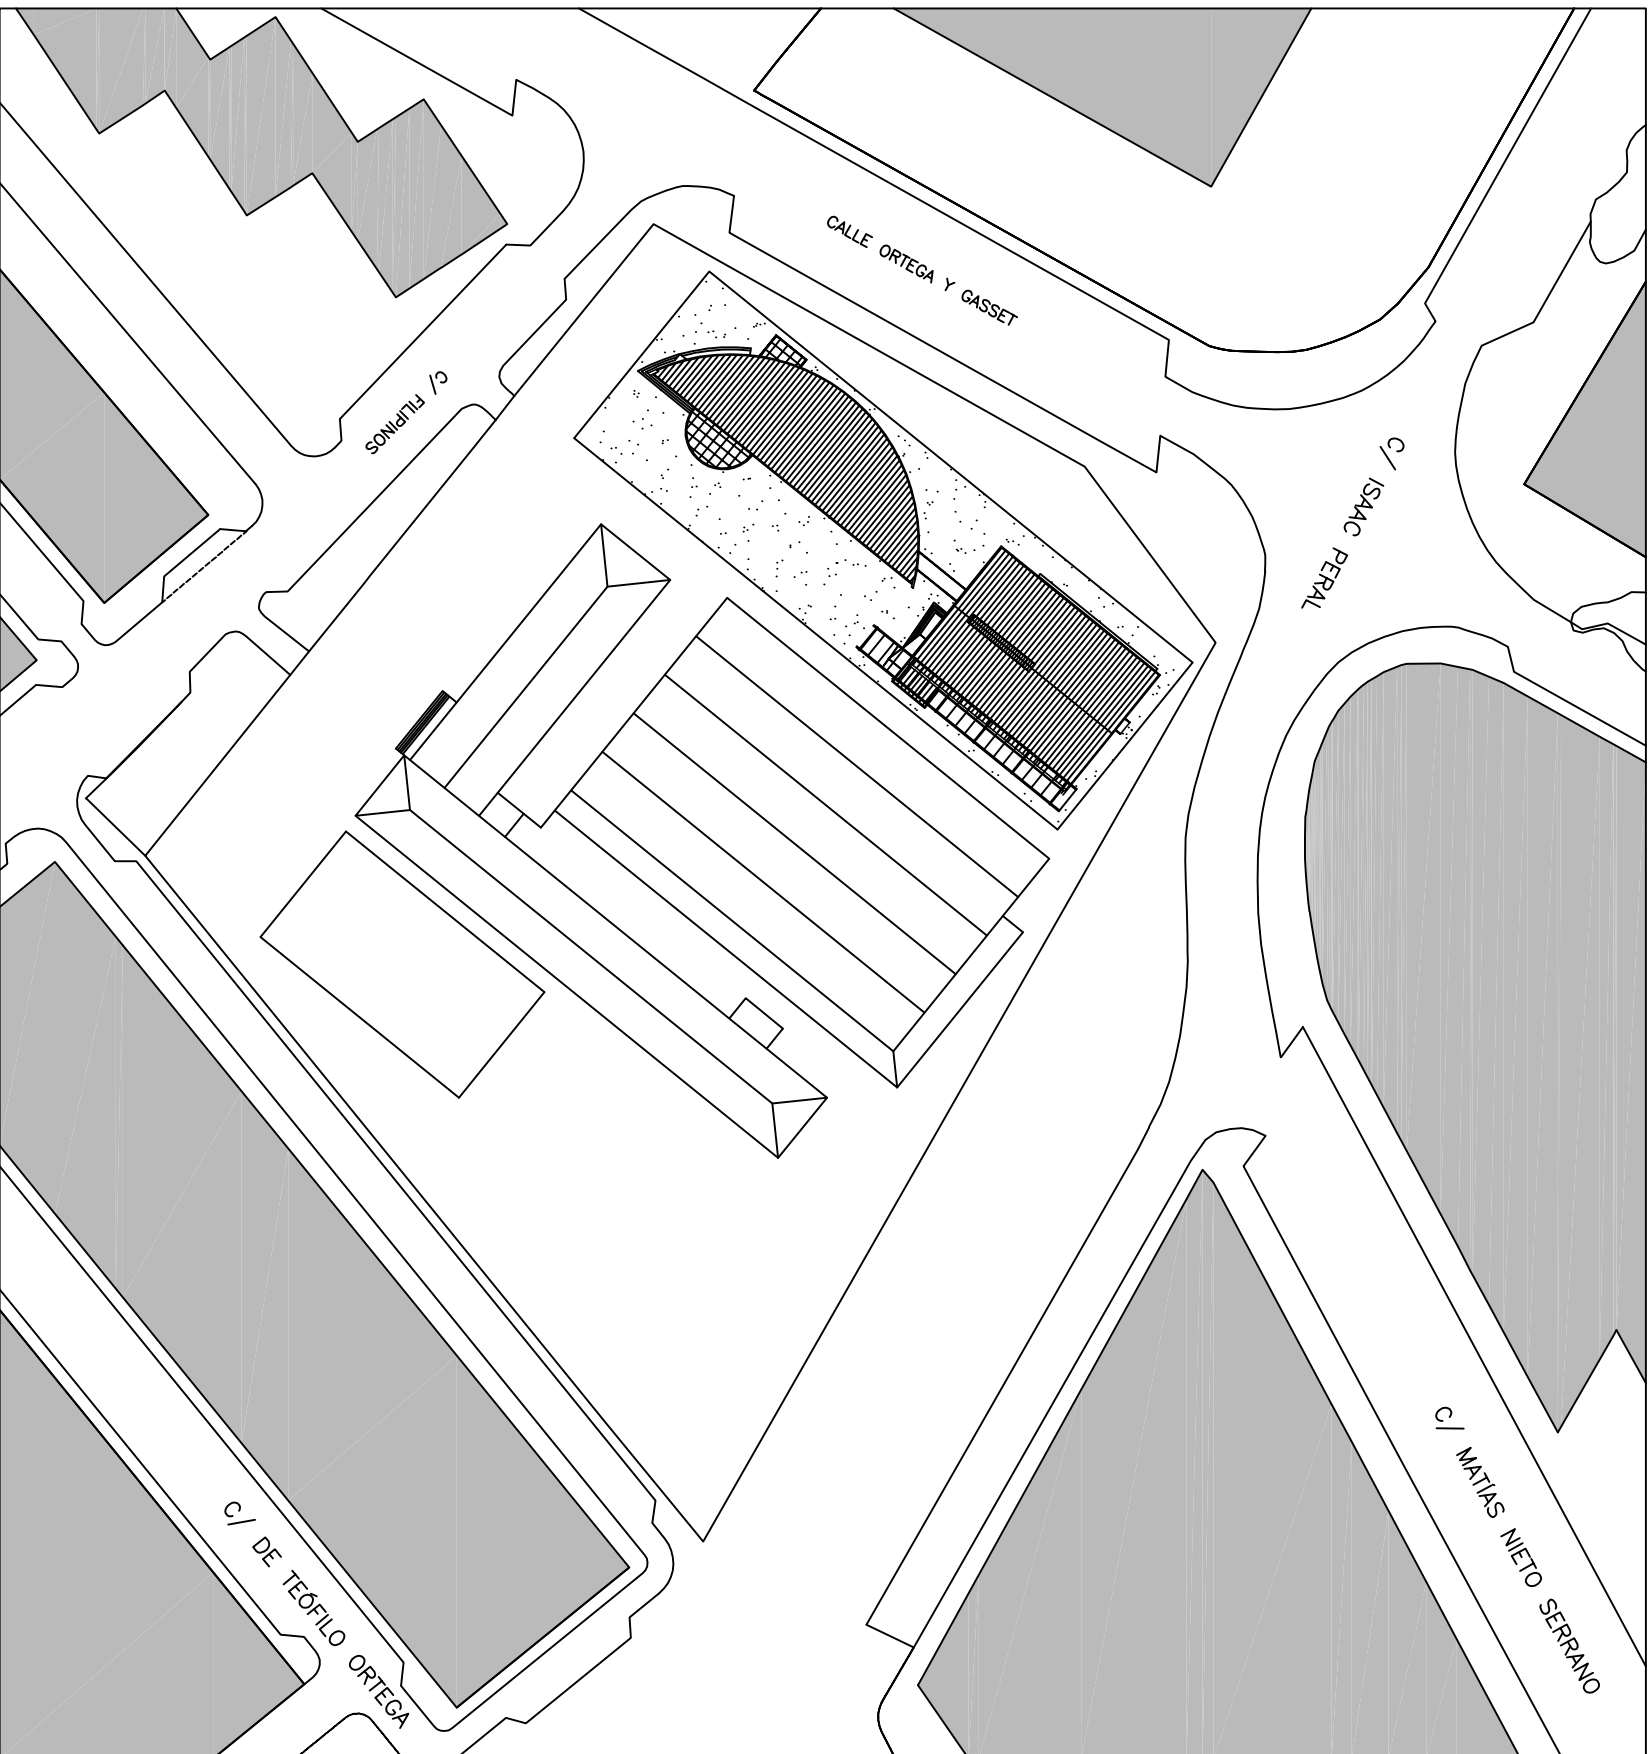 CALLE ORTEGA Y GASSET
C/ FILIPINOS
C/ ISAAC PERAL
C/ MATÍAS NIETO SERRANO
C/ DE TEÓFILO ORTEGA